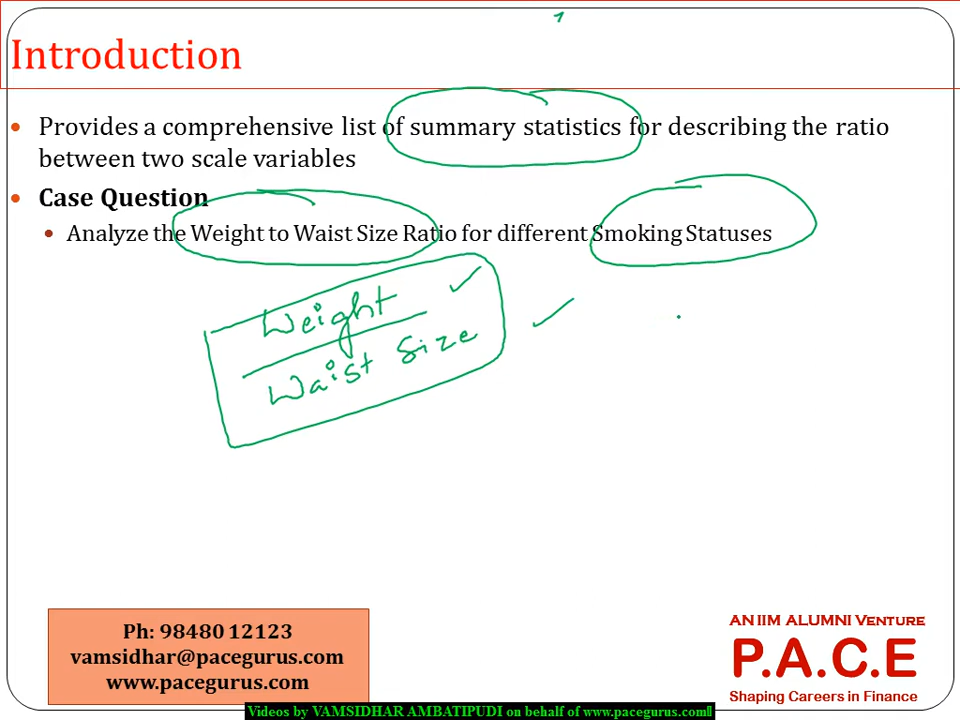 Introduction
Provides a comprehensive list of summary statistics for describing the ratio
between two scale variables
Case Question
Analyze the Weight to Waist Size Ratio for different Smoking Statuses
Weight
Waist Size
Ph: 98480 12123
vamsidhar@pacegurus.com
www.pacegurus.com
AN IIM ALUMNI VENTURE
P.A.C.E
Shaping Careers in Finance
Videos by VAMSIDHAR AMBATIPUDI on behalf of www.pacegurus.com